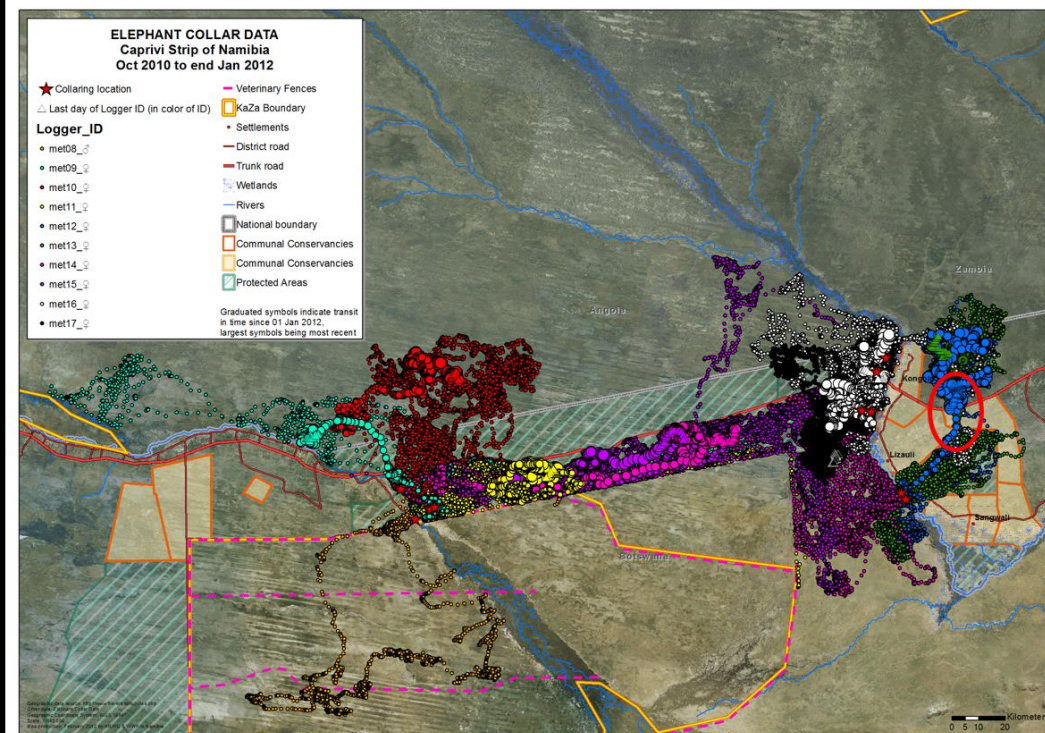 ELEPHANT COLLAR DATA
Caprivi Strip of Namibia
Oct 2010 to end Jan 2012
Collaring location
Last day of Logger ID (in color of ID)
Logger_ID
met08_♂
met09_♀
met10_♀
met11_♀
met12_♀
met13_♀
met14_♀
met15_♀
met16_♀
met17_♀
Veterinary Fences
KaZa Boundary
Settlements
District road
Trunk road
Wetlands
Rivers
National boundary
Communal Conservancies
Communal Conservancies
Protected Areas
Graduated symbols indicate transit
in time since 01 Jan 2012,
largest symbols being most recent
Zambia
Angola
Kong
Lizauli
Sangwali
Botswana
Kilometer
0 5 10 20